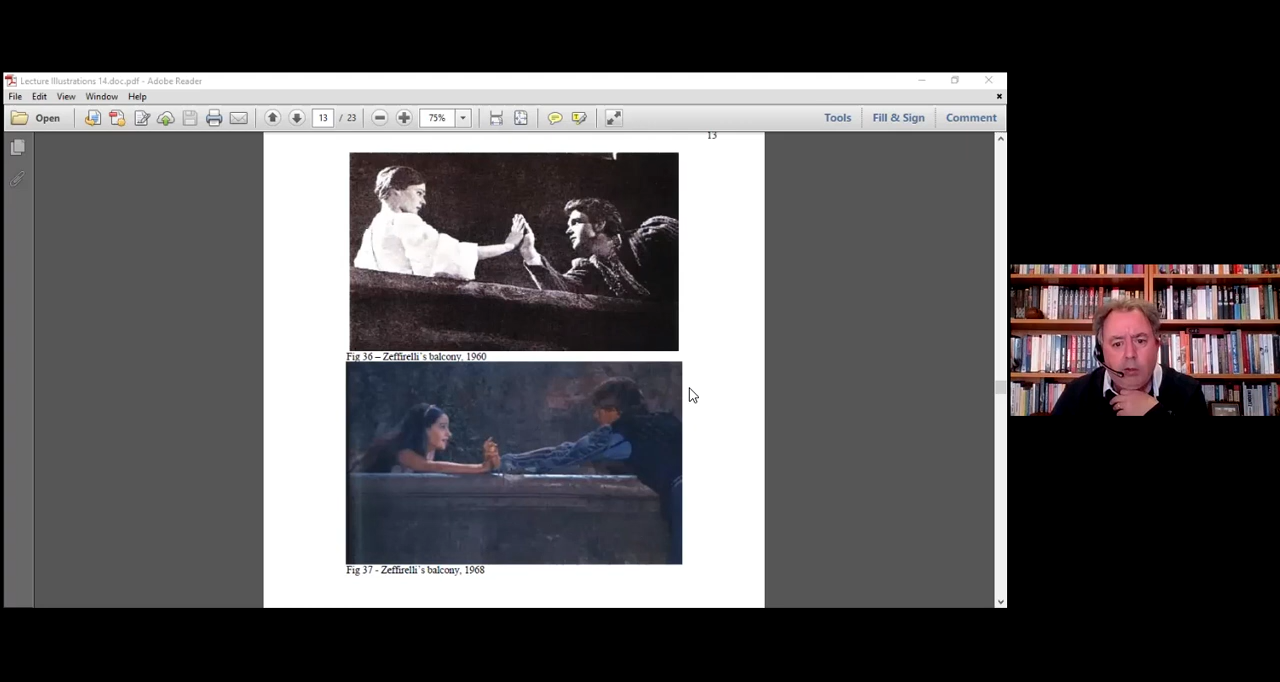 Lecture Illustrations 14.doc.pdf - Adobe Reader
File Edit View Window Help
Open 13 / 23 75% Tools Fill & Sign Comment
13
Fig 36 – Zeffirelli's balcony, 1960
Fig 37 - Zeffirelli's balcony, 1968